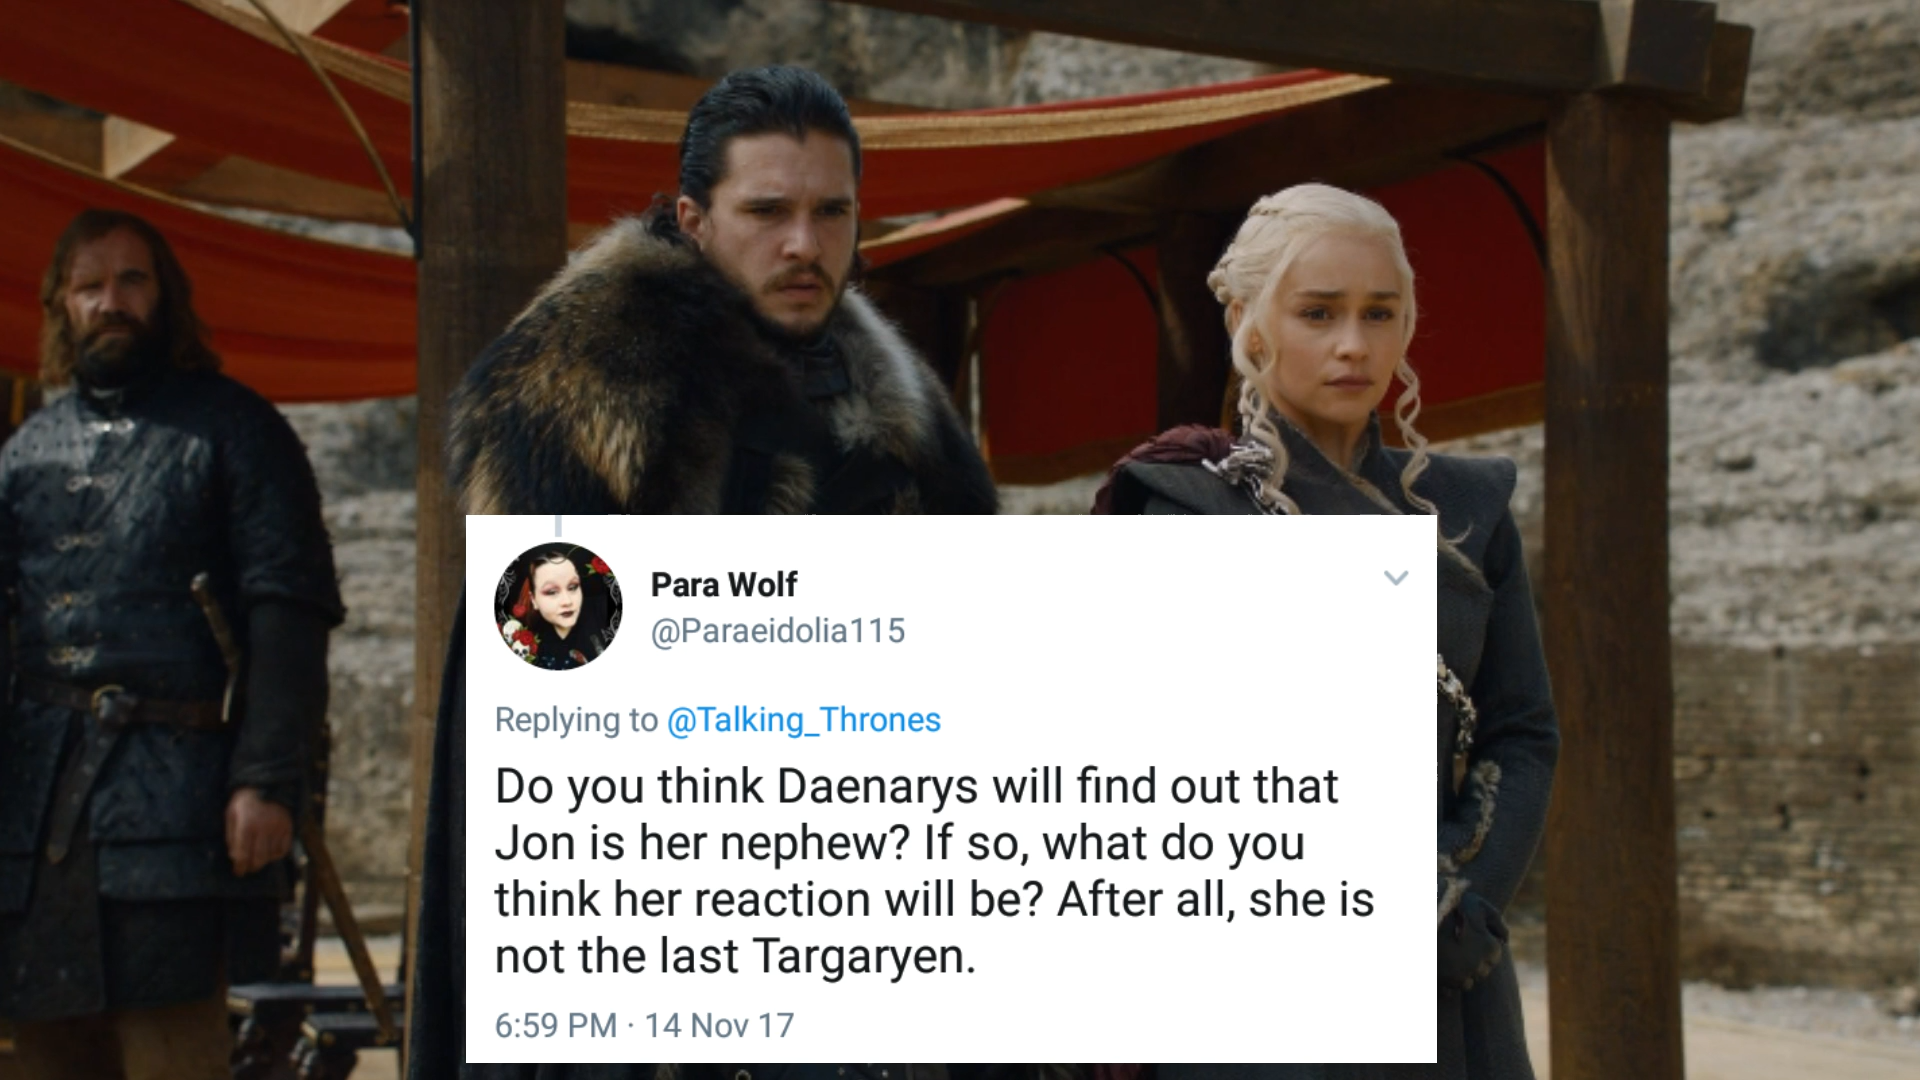 Para Wolf
@Paraeidolia115
Replying to @Talking_Thrones
Do you think Daenarys will find out that
Jon is her nephew? If so, what do you
think her reaction will be? After all, she is
not the last Targaryen.
6:59 PM · 14 Nov 17